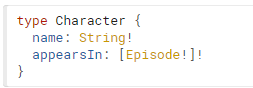 type Character {
  name: String!
  appearsIn: [Episode!]!
}